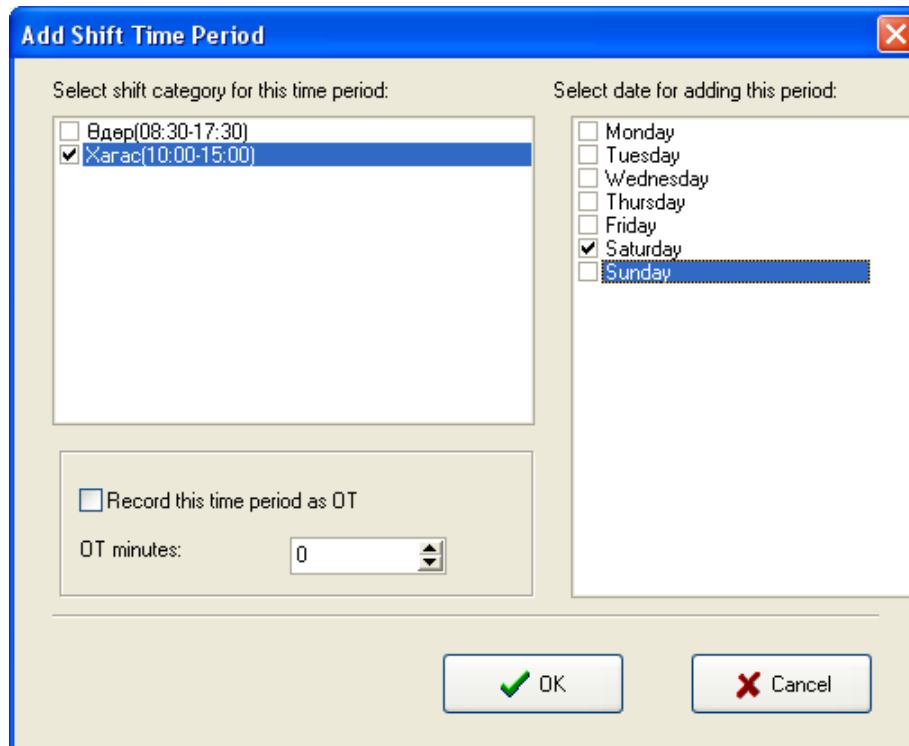 Add Shift Time Period
Select shift category for this time period:
Өдөр(08:30-17:30)
Хагас(10:00-15:00)
Select date for adding this period:
Monday
Tuesday
Wednesday
Thursday
Friday
Saturday
Sunday
Record this time period as OT
OT minutes:
0
OK
Cancel